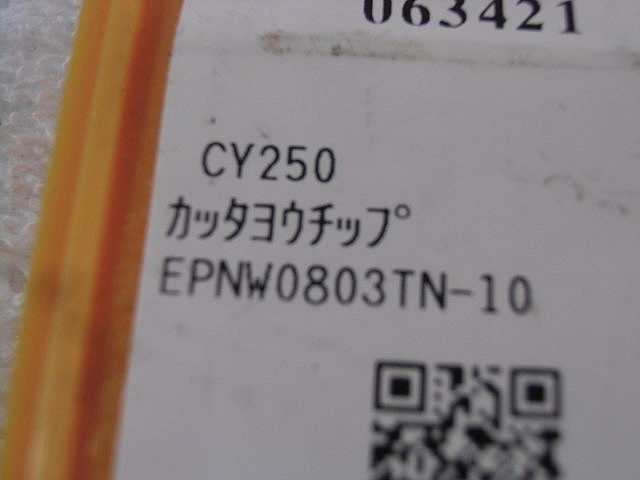 063421
CY250
ｶｯﾀﾖｳﾁｯﾌﾟ
EPNW0803TN-10